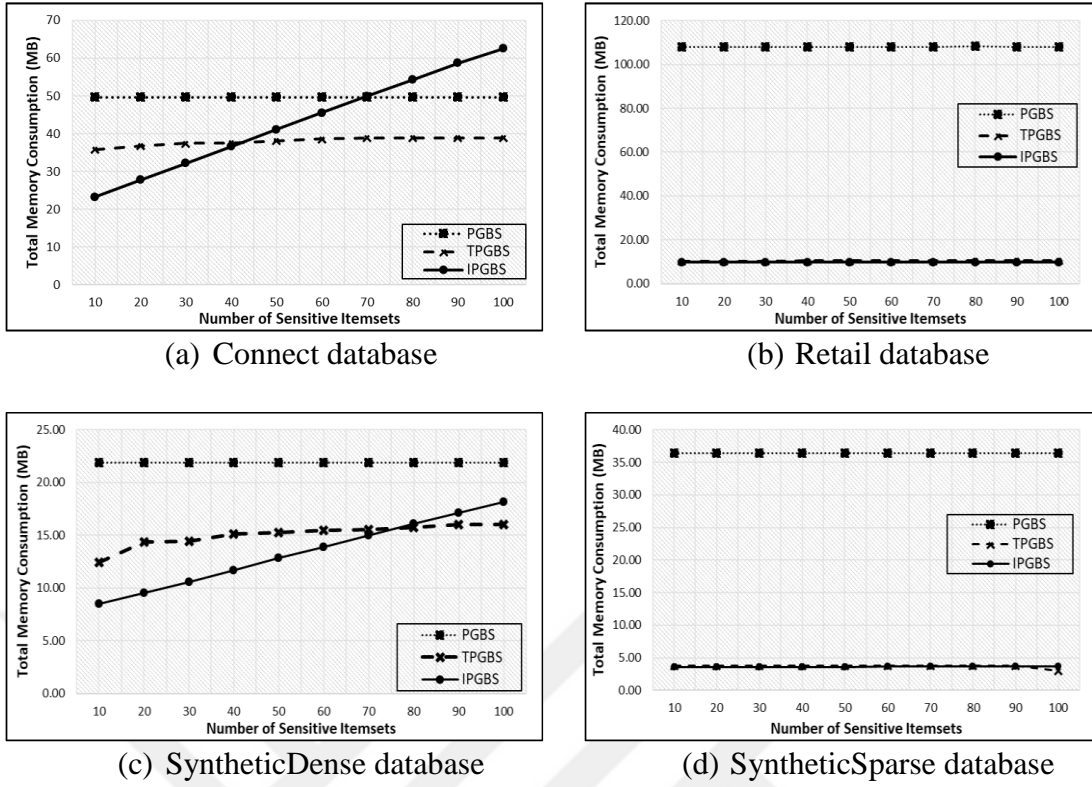 Total Memory Consumption (MB)
70
60
50
40
30
20
10
0
10 20 30 40 50 60 70 80 90 100
Number of Sensitive Itemsets
PGBS
TPGBS
IPGBS
(a) Connect database
Total Memory Consumption (MB)
120.00
100.00
80.00
60.00
40.00
20.00
0.00
10 20 30 40 50 60 70 80 90 100
Number of Sensitive Itemsets
PGBS
TPGBS
IPGBS
(b) Retail database
Total Memory Consumption (MB)
25.00
20.00
15.00
10.00
5.00
0.00
10 20 30 40 50 60 70 80 90 100
Number of Sensitive Itemsets
PGBS
TPGBS
IPGBS
(c) SyntheticDense database
Total Memory Consumption (MB)
40.00
35.00
30.00
25.00
20.00
15.00
10.00
5.00
0.00
10 20 30 40 50 60 70 80 90 100
Number of Sensitive Itemsets
PGBS
TPGBS
IPGBS
(d) SyntheticSparse database